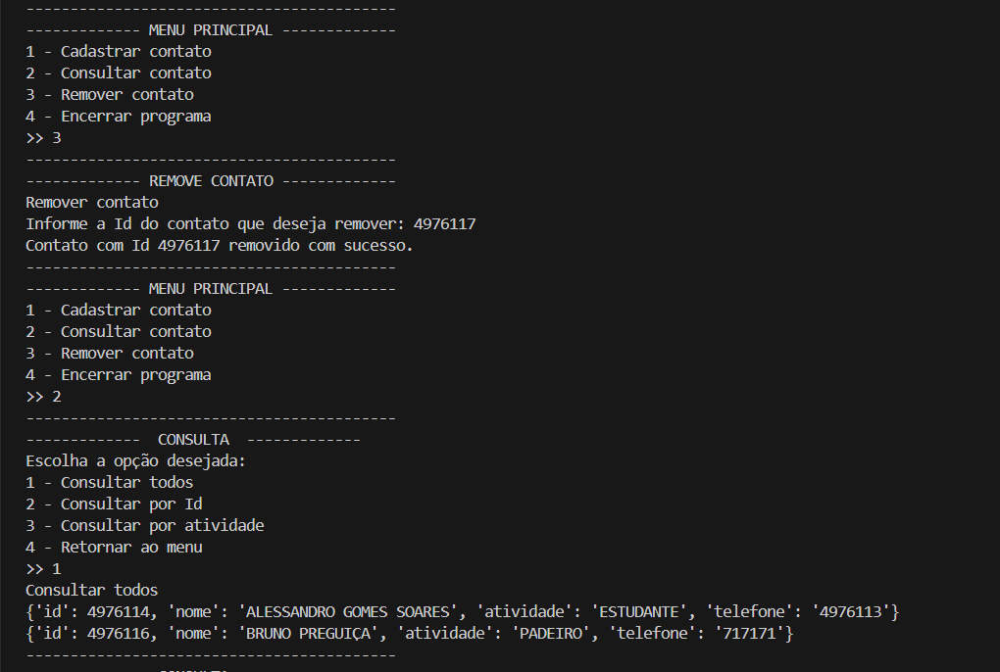 ------------------------------------------
------------- MENU PRINCIPAL -------------
1 - Cadastrar contato
2 - Consultar contato
3 - Remover contato
4 - Encerrar programa
>> 3
------------------------------------------
------------- REMOVE CONTATO -------------
Remover contato
Informe a Id do contato que deseja remover: 4976117
Contato com Id 4976117 removido com sucesso.
------------------------------------------
------------- MENU PRINCIPAL -------------
1 - Cadastrar contato
2 - Consultar contato
3 - Remover contato
4 - Encerrar programa
>> 2
------------------------------------------
-------------  CONSULTA  -------------
Escolha a opção desejada:
1 - Consultar todos
2 - Consultar por Id
3 - Consultar por atividade
4 - Retornar ao menu
>> 1
Consultar todos
{'id': 4976114, 'nome': 'ALESSANDRO GOMES SOARES', 'atividade': 'ESTUDANTE', 'telefone': '4976113'}
{'id': 4976116, 'nome': 'BRUNO PREGUIÇA', 'atividade': 'PADEIRO', 'telefone': '717171'}
------------------------------------------